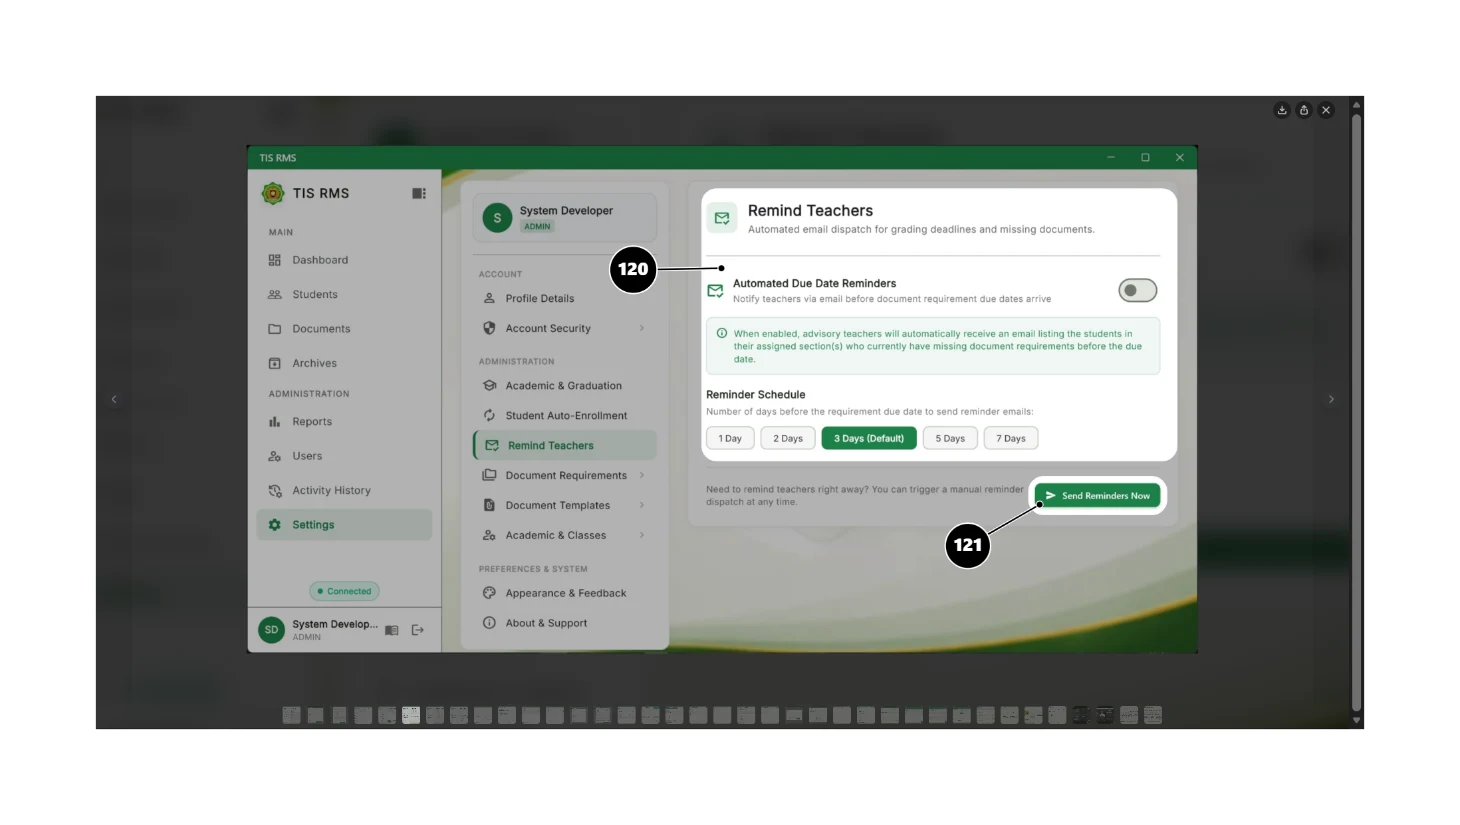 TIS RMS
TIS RMS
MAIN
Dashboard
Students
Documents
Archives
ADMINISTRATION
Reports
Users
Activity History
Settings
Connected
SD
System Develop...
ADMIN
S
System Developer
ADMIN
ACCOUNT
Profile Details
Account Security
ADMINISTRATION
Academic & Graduation
Student Auto-Enrollment
Remind Teachers
Document Requirements
Document Templates
Academic & Classes
PREFERENCES & SYSTEM
Appearance & Feedback
About & Support
Remind Teachers
Automated email dispatch for grading deadlines and missing documents.
120
Automated Due Date Reminders
Notify teachers via email before document requirement due dates arrive
When enabled, advisory teachers will automatically receive an email listing the students in
their assigned section(s) who currently have missing document requirements before the due
date.
Reminder Schedule
Number of days before the requirement due date to send reminder emails:
1 Day
2 Days
3 Days (Default)
5 Days
7 Days
Need to remind teachers right away? You can trigger a manual reminder
dispatch at any time.
Send Reminders Now
121